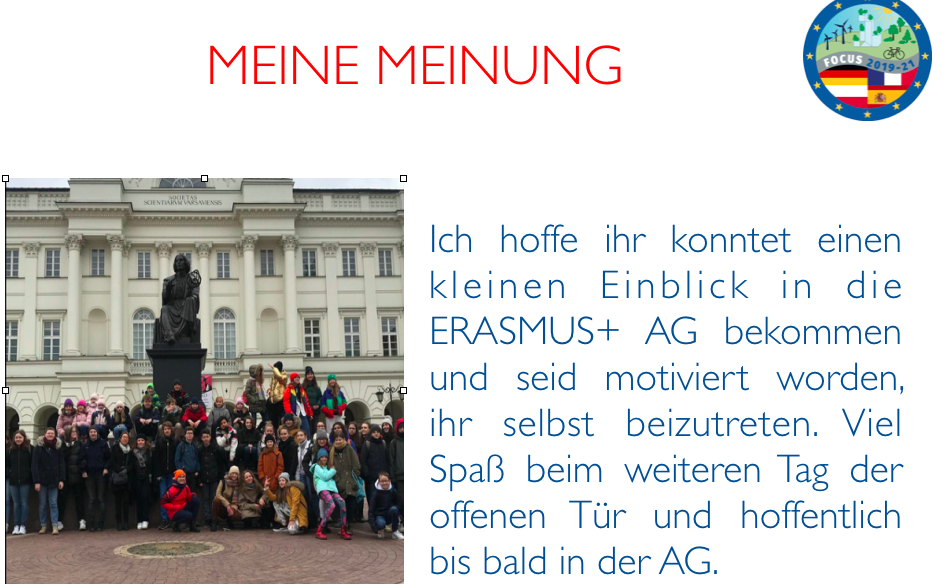 MEINE MEINUNG
FOCUS 2019-21
SOCIETAS
SCIENTIARVM VARSAVIENSIS
Ich hoffe ihr konntet einen
kleinen Einblick in die
ERASMUS+ AG bekommen
und seid motiviert worden,
ihr selbst beizutreten. Viel
Spaß beim weiteren Tag der
offenen Tür und hoffentlich
bis bald in der AG.